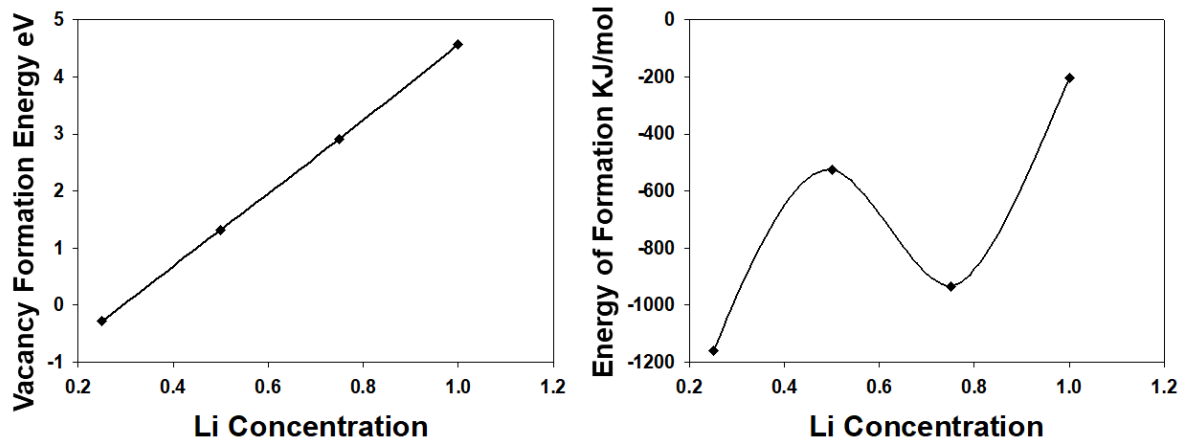 Vacancy Formation Energy eV
5
4
3
2
1
0
-1
0.2 0.4 0.6 0.8 1.0 1.2
Li Concentration
Energy of Formation KJ/mol
0
-200
-400
-600
-800
-1000
-1200
0.2 0.4 0.6 0.8 1.0 1.2
Li Concentration